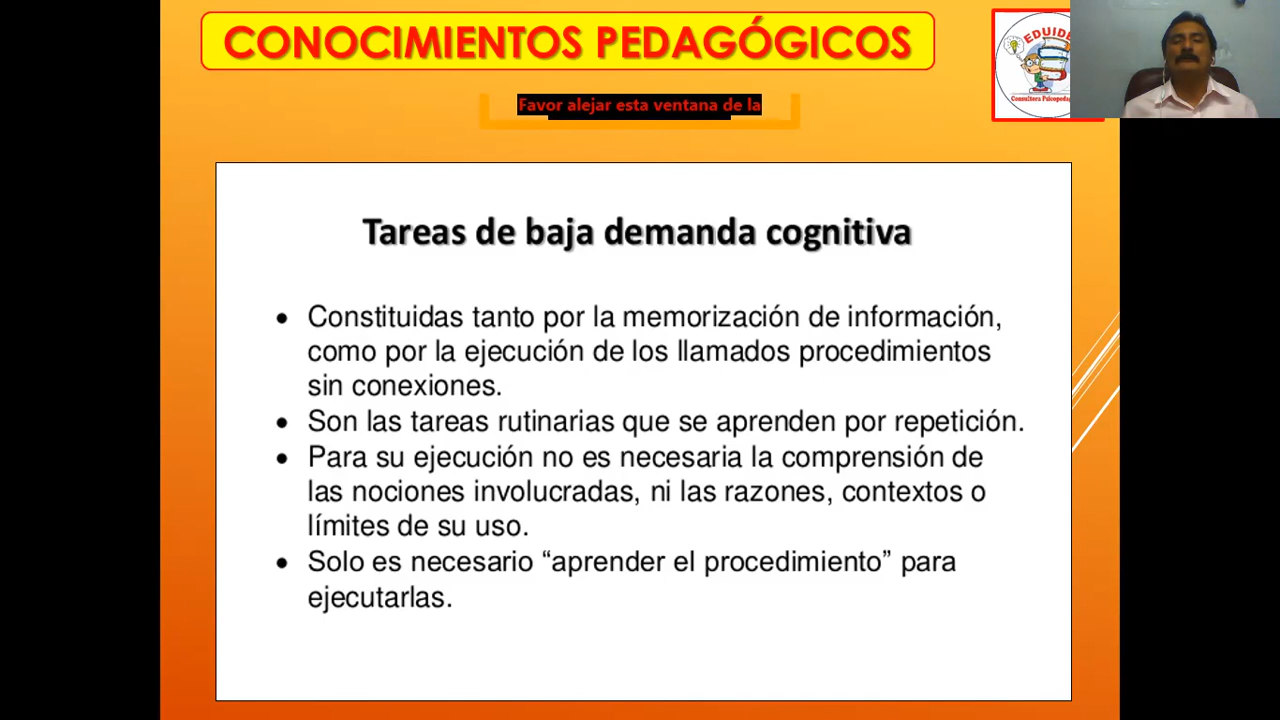 CONOCIMIENTOS PEDAGÓGICOS
EDUIDE
Consultora Psicopeda
Favor alejar esta ventana de la
Tareas de baja demanda cognitiva
• Constituidas tanto por la memorización de información,
como por la ejecución de los llamados procedimientos
sin conexiones.
• Son las tareas rutinarias que se aprenden por repetición.
• Para su ejecución no es necesaria la comprensión de
las nociones involucradas, ni las razones, contextos o
límites de su uso.
• Solo es necesario “aprender el procedimiento” para
ejecutarlas.